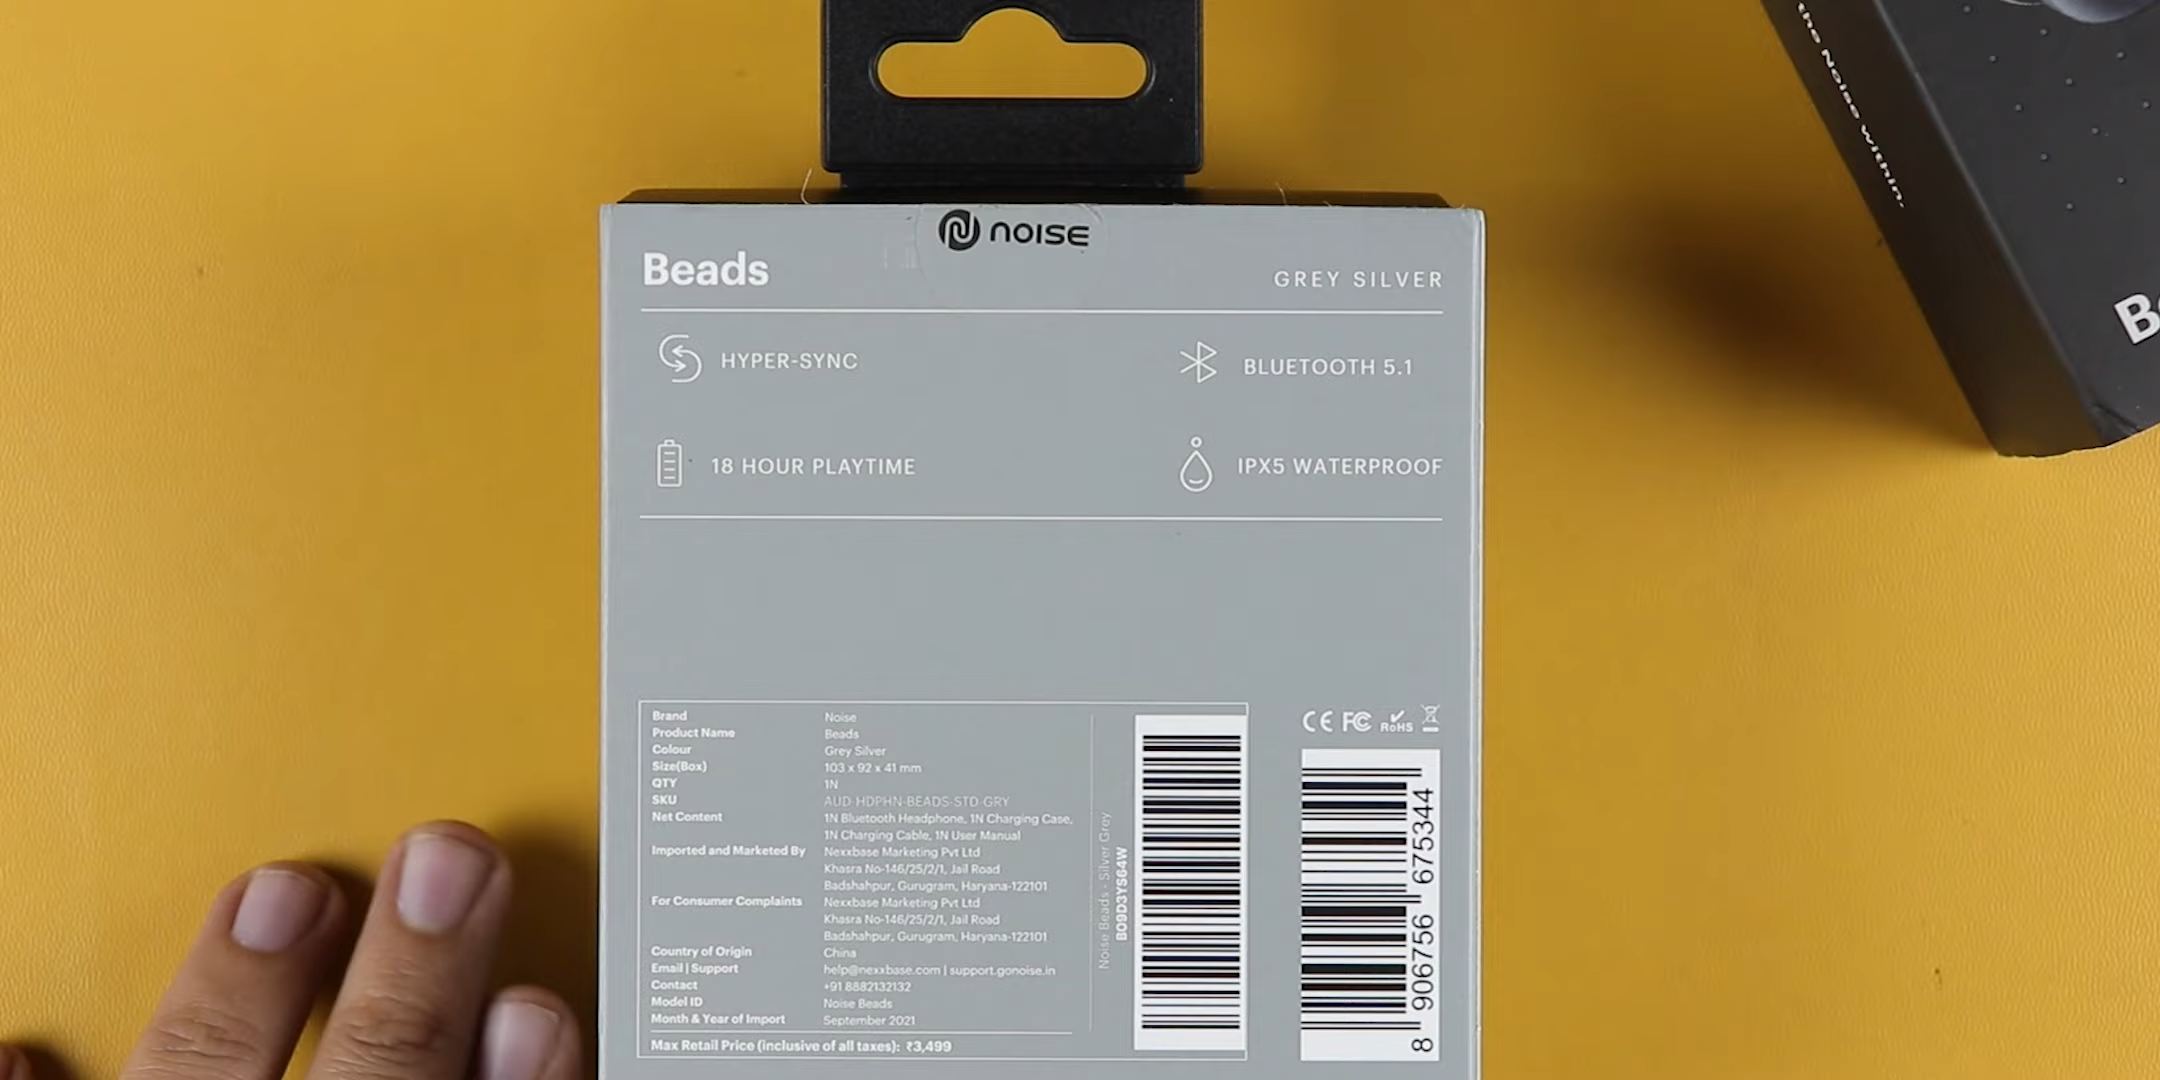 the Noise within.
NOISE
Beads
GREY SILVER
HYPER-SYNC
BLUETOOTH 5.1
18 HOUR PLAYTIME
IPX5 WATERPROOF
Brand Noise
Product Name Beads
Colour Grey Silver
Size(Box) 103 x 92 x 41 mm
QTY 1N
SKU AUD-HDPHN-BEADS-STD-GRY
Net Content 1N Bluetooth Headphone, 1N Charging Case,
1N Charging Cable, 1N User Manual
Imported and Marketed By Nexxbase Marketing Pvt Ltd
Khasra No-146/25/2/1, Jail Road
Badshahpur, Gurugram, Haryana-122101
For Consumer Complaints Nexxbase Marketing Pvt Ltd
Khasra No-146/25/2/1, Jail Road
Badshahpur, Gurugram, Haryana-122101
Country of Origin China
Email | Support help@nexxbase.com | support.gonoise.in
Contact +91 8882132132
Model ID Noise Beads
Month & Year of Import September 2021
Max Retail Price (inclusive of all taxes): ₹3,499
Noise Beads - Silver Grey
B09D3YS64W
CE FC RoHS
8 906756 675344